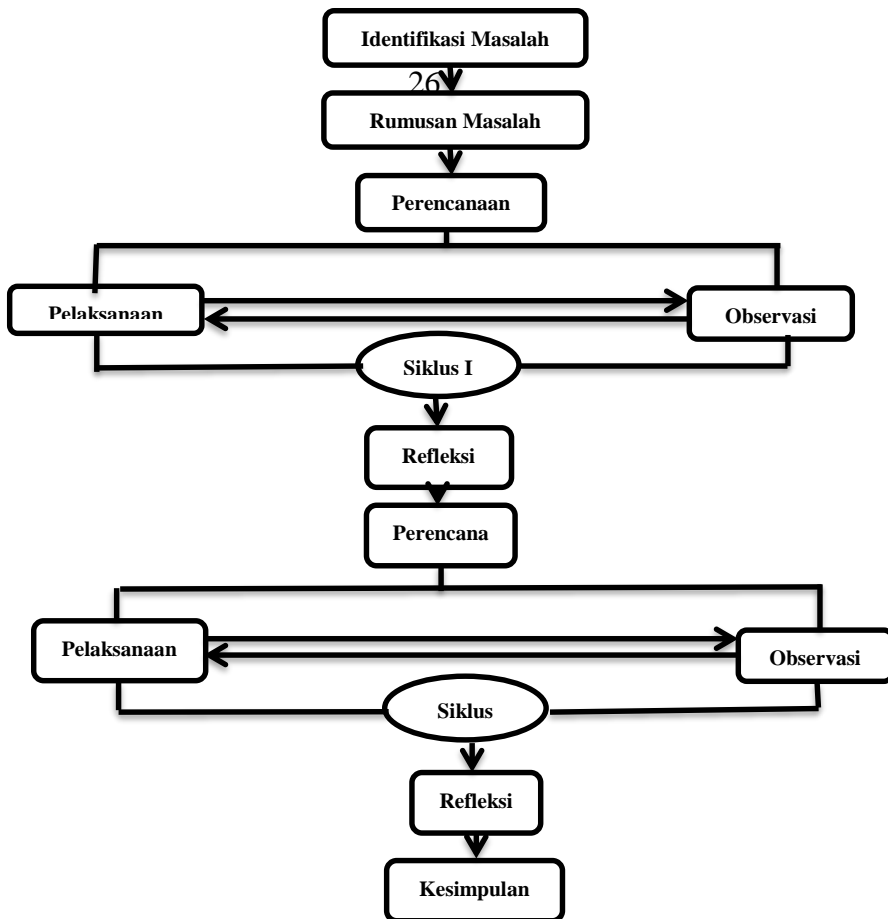 Identifikasi Masalah
26
Rumusan Masalah
Perencanaan
Pelaksanaan
Observasi
Siklus I
Refleksi
Perencana
Pelaksanaan
Observasi
Siklus
Refleksi
Kesimpulan